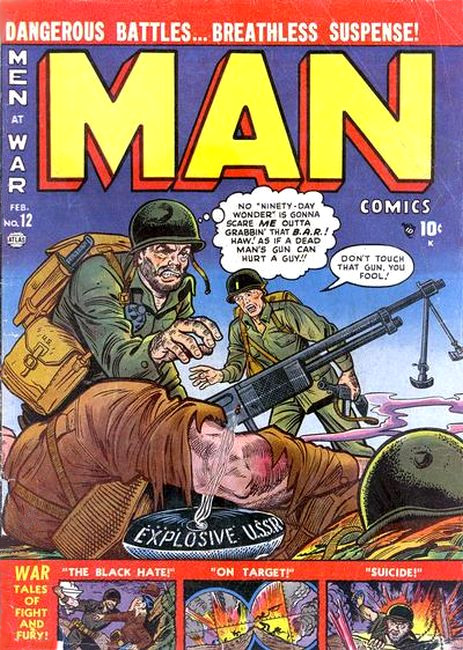 DANGEROUS BATTLES... BREATHLESS SUSPENSE!
MEN
AT
WAR
MAN
COMICS
FEB.
NO. 12
ATLAS
10¢
K
NO "NINETY-DAY
WONDER" IS GONNA
SCARE ME OUTTA
GRABBIN' THAT B.A.R.!
HAW! AS IF A DEAD
MAN'S GUN CAN
HURT A GUY!!
DON'T TOUCH
THAT GUN, YOU
FOOL!
U.S.
EXPLOSIVE U.S.S.R.
WAR
TALES
OF
FIGHT
AND
FURY!
"THE BLACK HATE!"
"ON TARGET!"
"SUICIDE!"